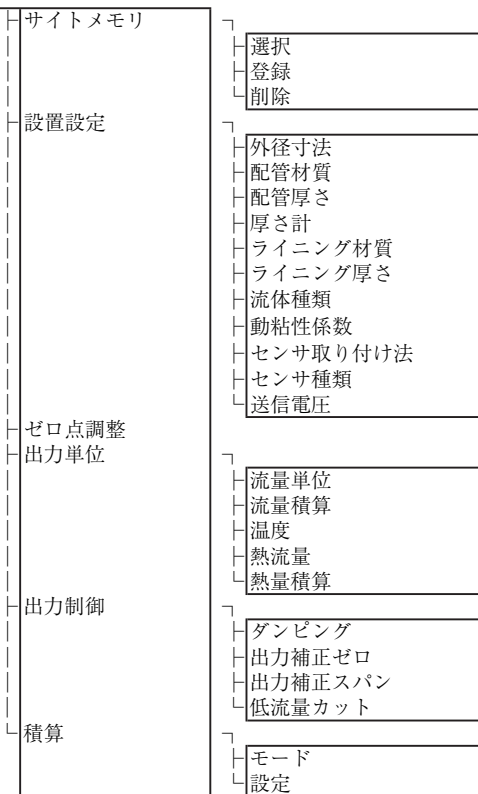 サイトメモリ
選択
登録
削除
設置設定
外径寸法
配管材質
配管厚さ
厚さ計
ライニング材質
ライニング厚さ
流体種類
動粘性係数
センサ取り付け法
センサ種類
送信電圧
ゼロ点調整
出力単位
流量単位
流量積算
温度
熱流量
熱量積算
出力制御
ダンピング
出力補正ゼロ
出力補正スパン
低流量カット
積算
モード
設定